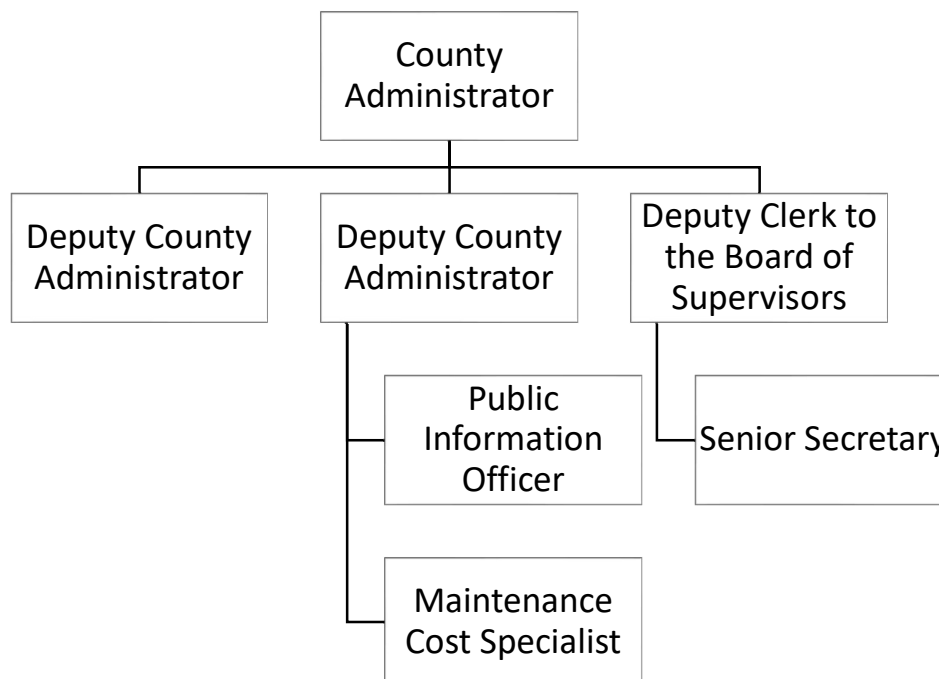 County
Administrator
Deputy County
Administrator
Deputy County
Administrator
Deputy Clerk to
the Board of
Supervisors
Public
Information
Officer
Senior Secretary
Maintenance
Cost Specialist